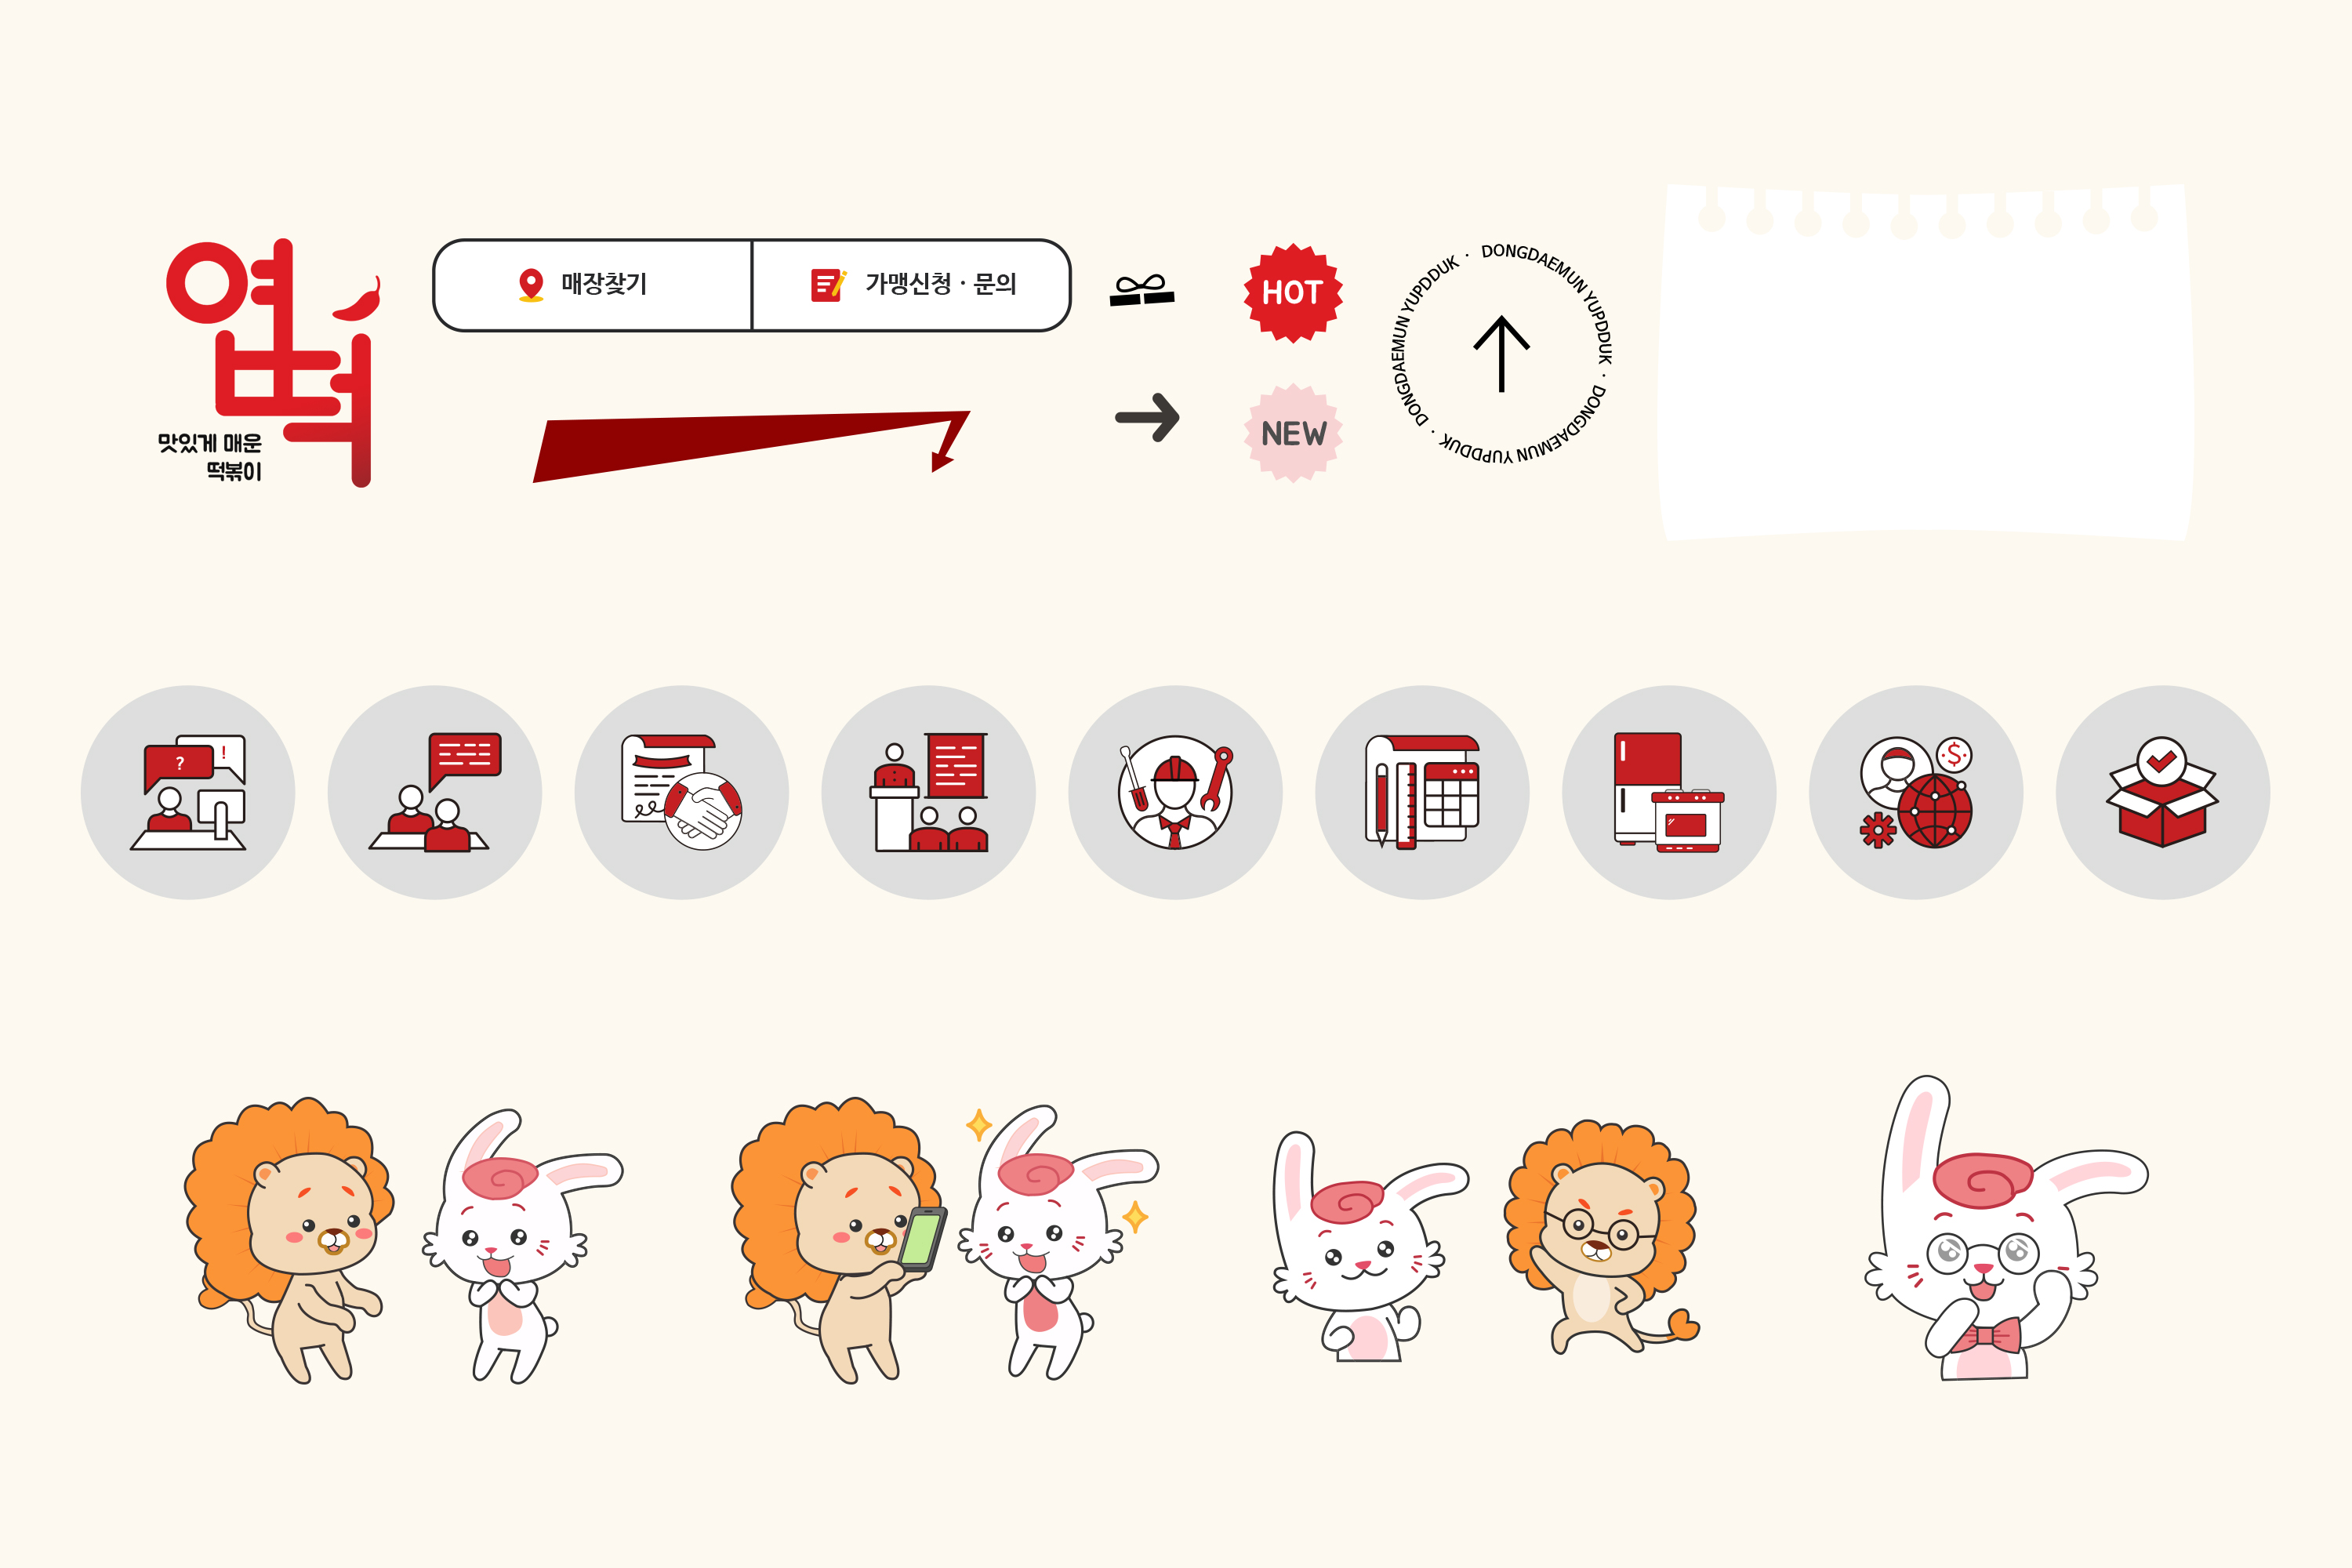 엽떡
맛있게 매운
떡볶이
매장찾기
가맹신청 · 문의
HOT
NEW
DONGDAEMUN YUPDDUK · DONGDAEMUN YUPDDUK · DONGDAEMUN YUPDDUK ·
? !
$